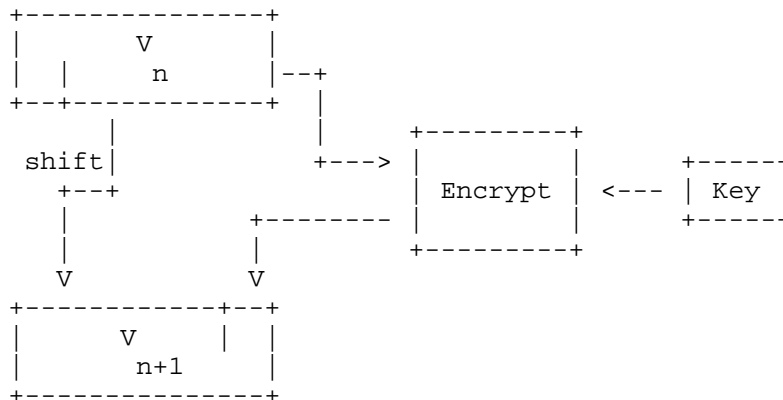 +---------------+
|       V       |
|  |     n      |--+
+--+------------+  |
      |            |     +---------+
 shift|            +---> |         |      +-----
   +--+                  | Encrypt | <--- | Key
   |           +-------- |         |      +-----
   |           |         +---------+
   V           V
+------------+--+
|      V     |  |
|       n+1     |
+---------------+